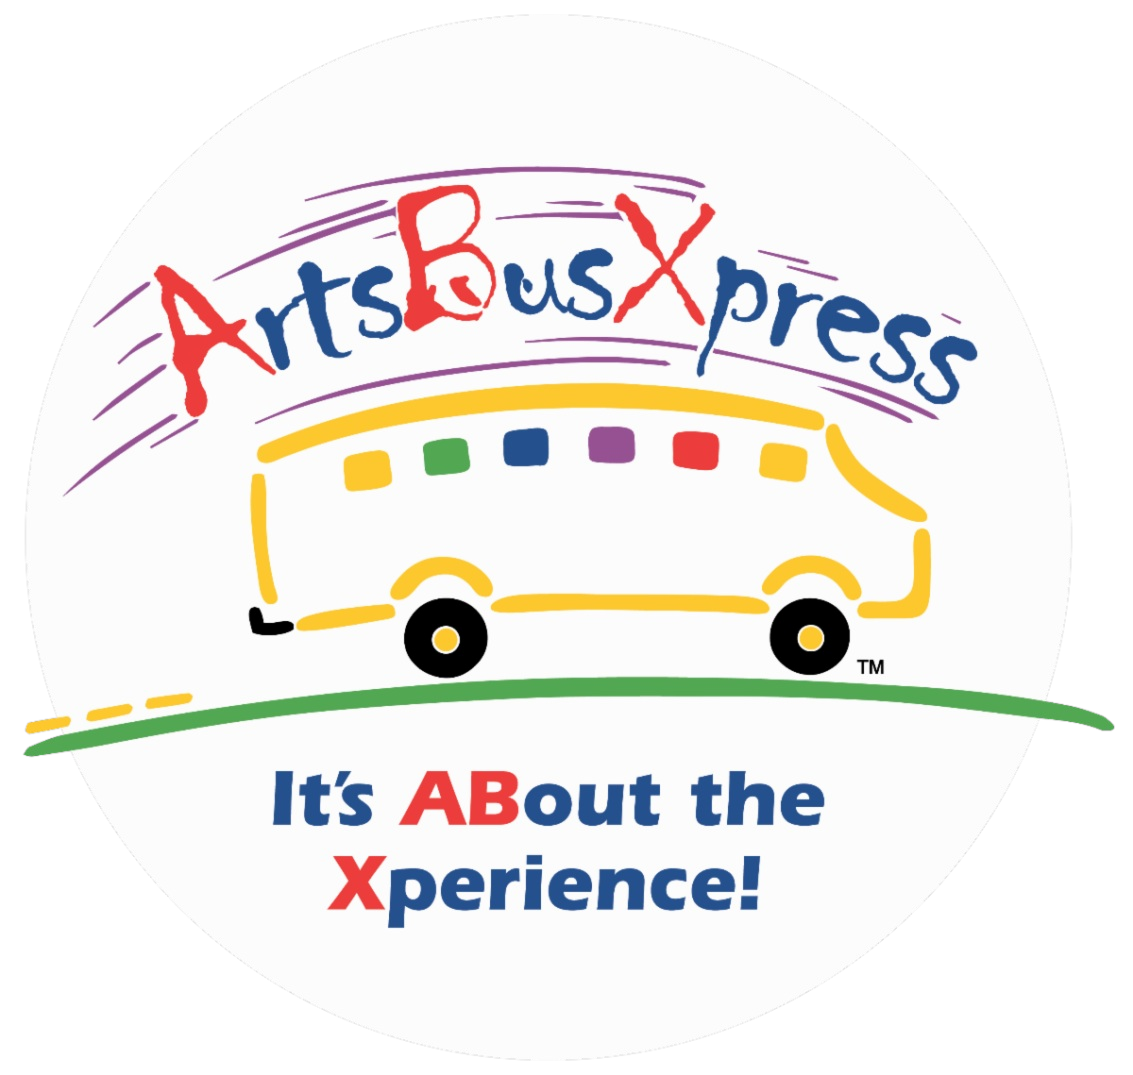 ArtsBusXpress
TM
It's ABout the
Xperience!